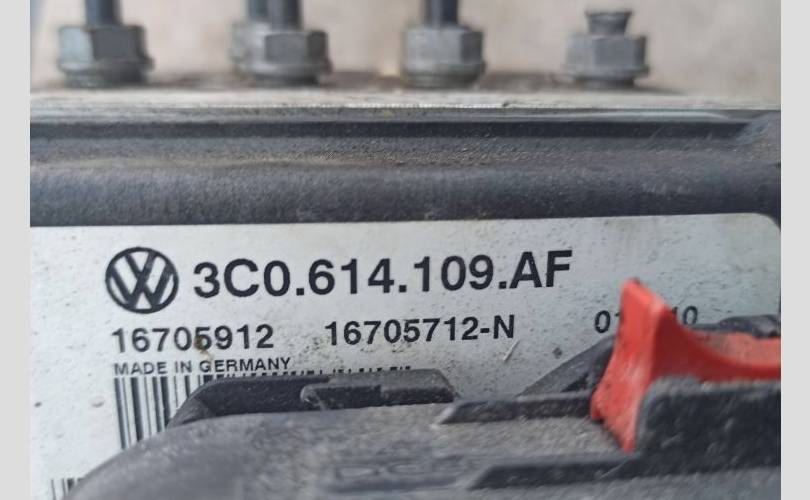 3C0.614.109.AF
16705912 16705712-N
MADE IN GERMANY